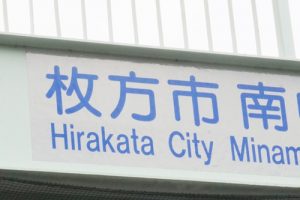 枚方市 南
Hirakata City Minam